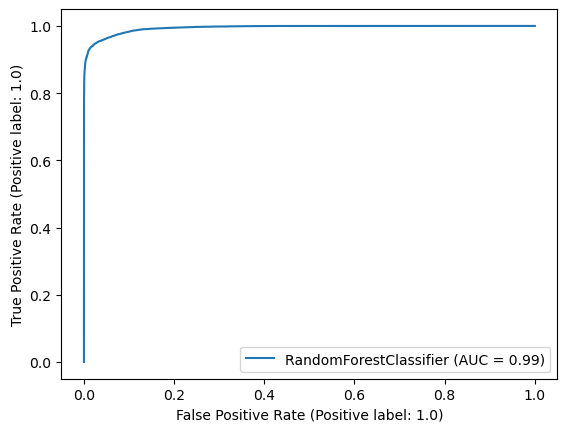 1.0
0.8
0.6
0.4
0.2
0.0
True Positive Rate (Positive label: 1.0)
RandomForestClassifier (AUC = 0.99)
0.0 0.2 0.4 0.6 0.8 1.0
False Positive Rate (Positive label: 1.0)